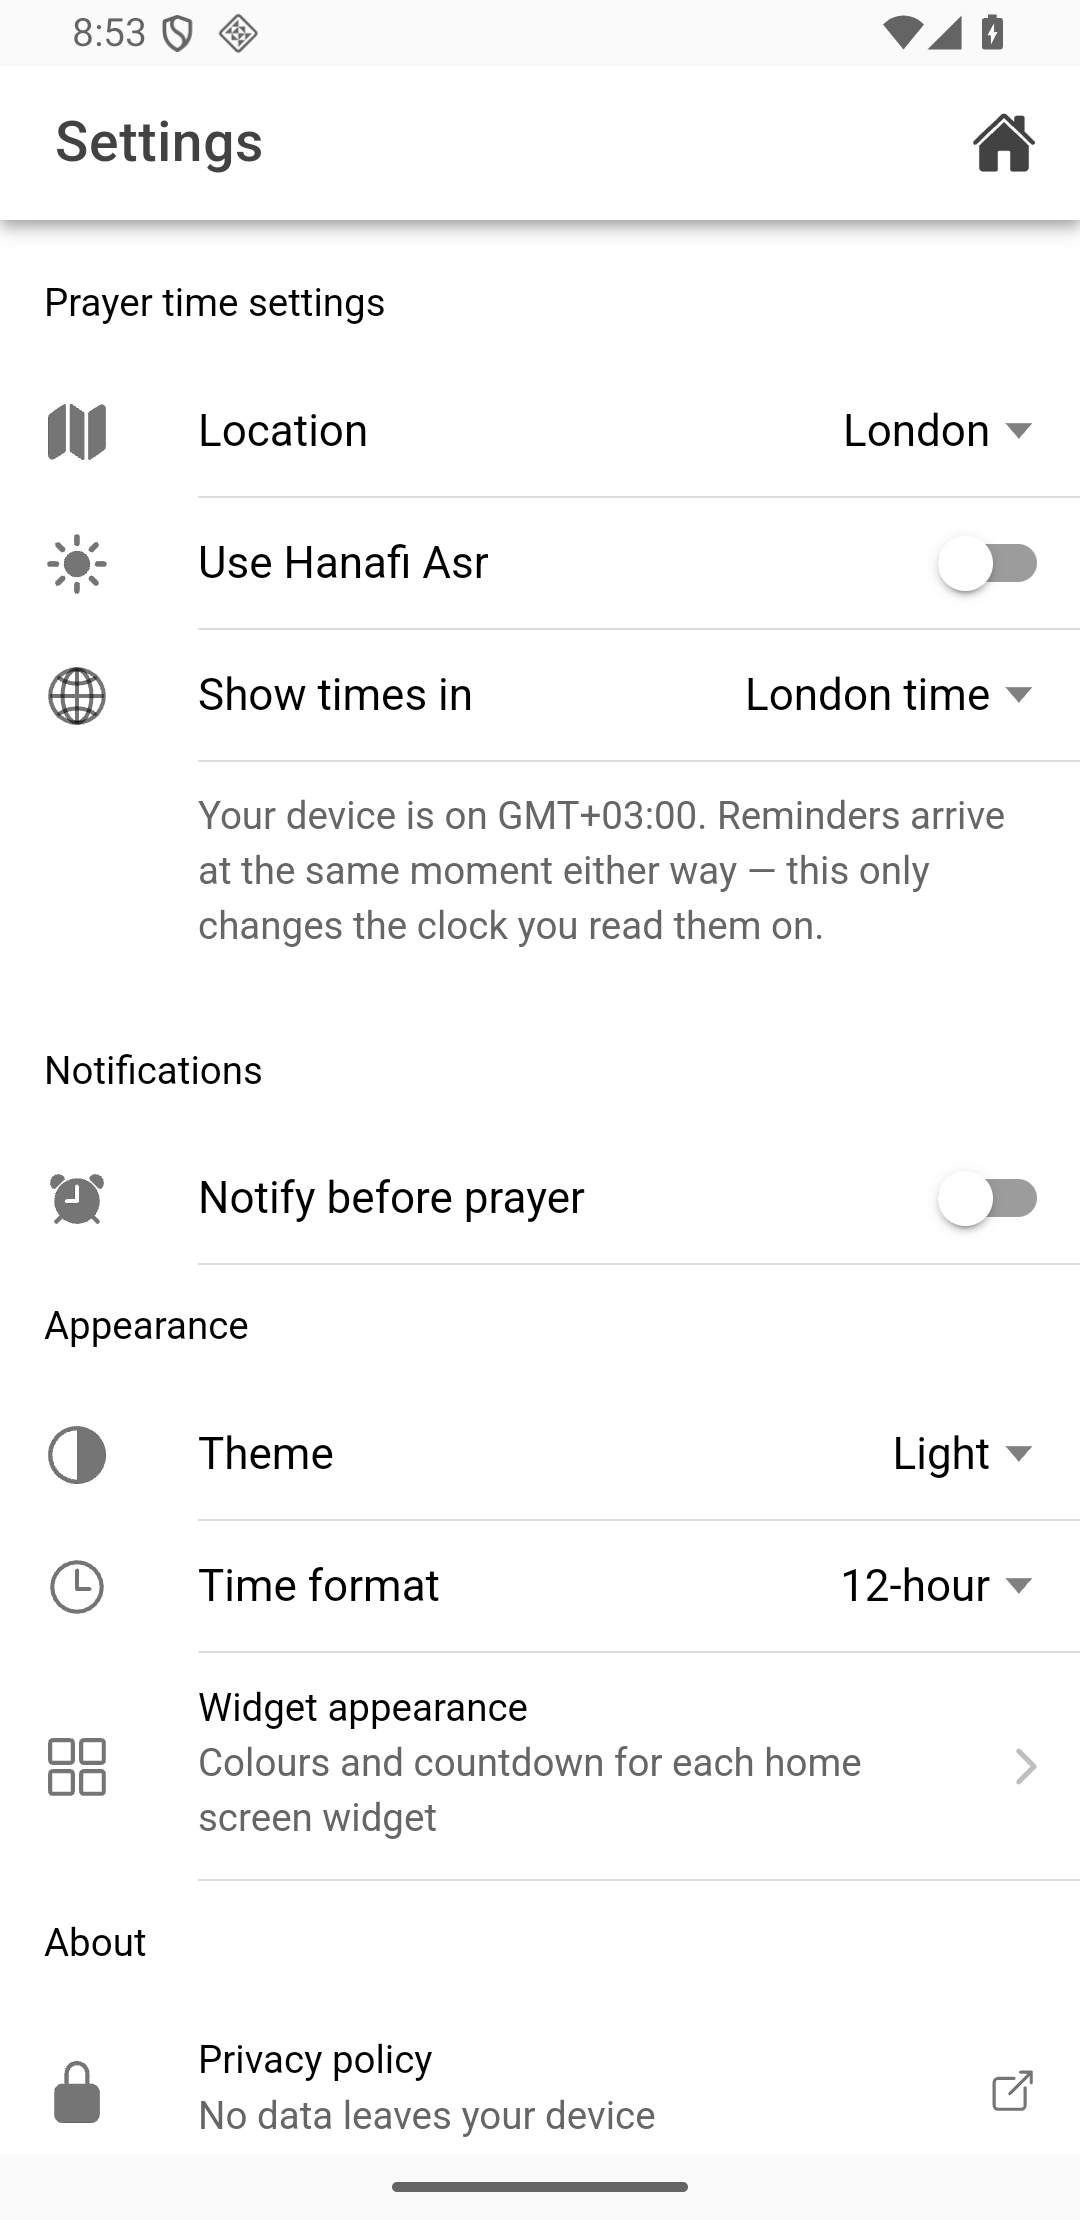 8:53
Settings
Prayer time settings
Location London
Use Hanafi Asr
Show times in London time
Your device is on GMT+03:00. Reminders arrive
at the same moment either way — this only
changes the clock you read them on.
Notifications
Notify before prayer
Appearance
Theme Light
Time format 12-hour
Widget appearance
Colours and countdown for each home
screen widget
About
Privacy policy
No data leaves your device